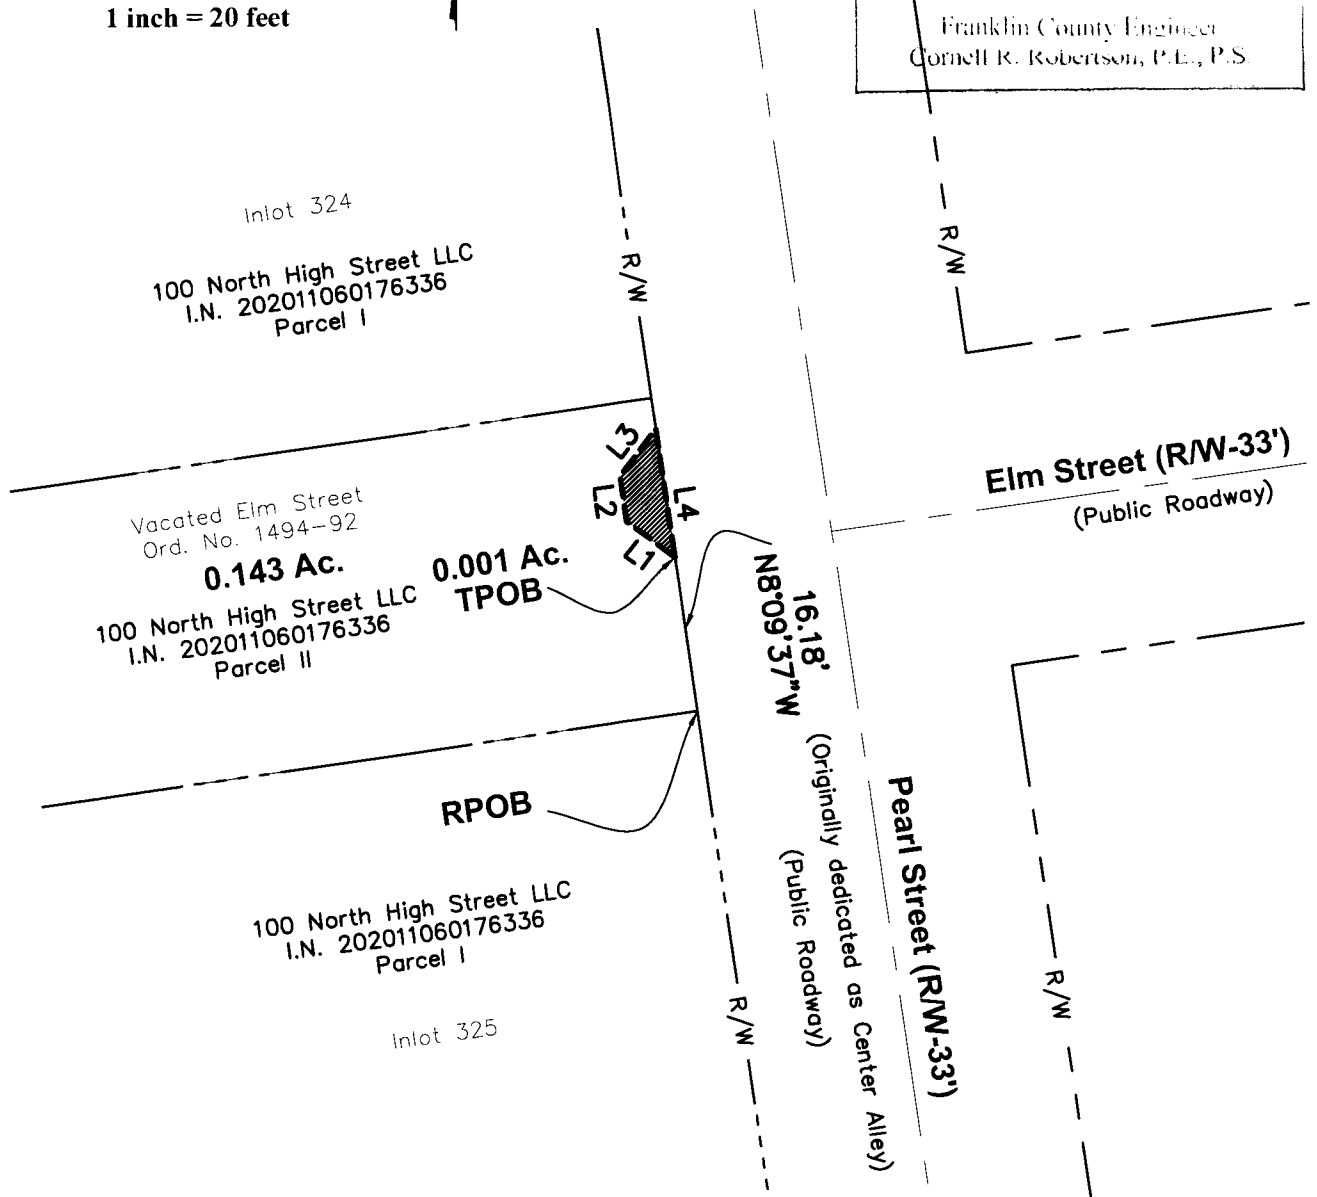 1 inch = 20 feet
Franklin County Engineer
Cornell R. Robertson, P.E., P.S.
Inlot 324
100 North High Street LLC
I.N. 202011060176336
Parcel I
R/W
R/W
L3
L2
L4
L1
Elm Street (R/W-33')
(Public Roadway)
Vacated Elm Street
Ord. No. 1494-92
0.143 Ac.
100 North High Street LLC
I.N. 202011060176336
Parcel II
0.001 Ac.
TPOB
16.18'
N8°09'37"W
RPOB
(Originally dedicated as Center Alley)
(Public Roadway)
Pearl Street (R/W-33')
100 North High Street LLC
I.N. 202011060176336
Parcel I
Inlot 325
R/W
R/W